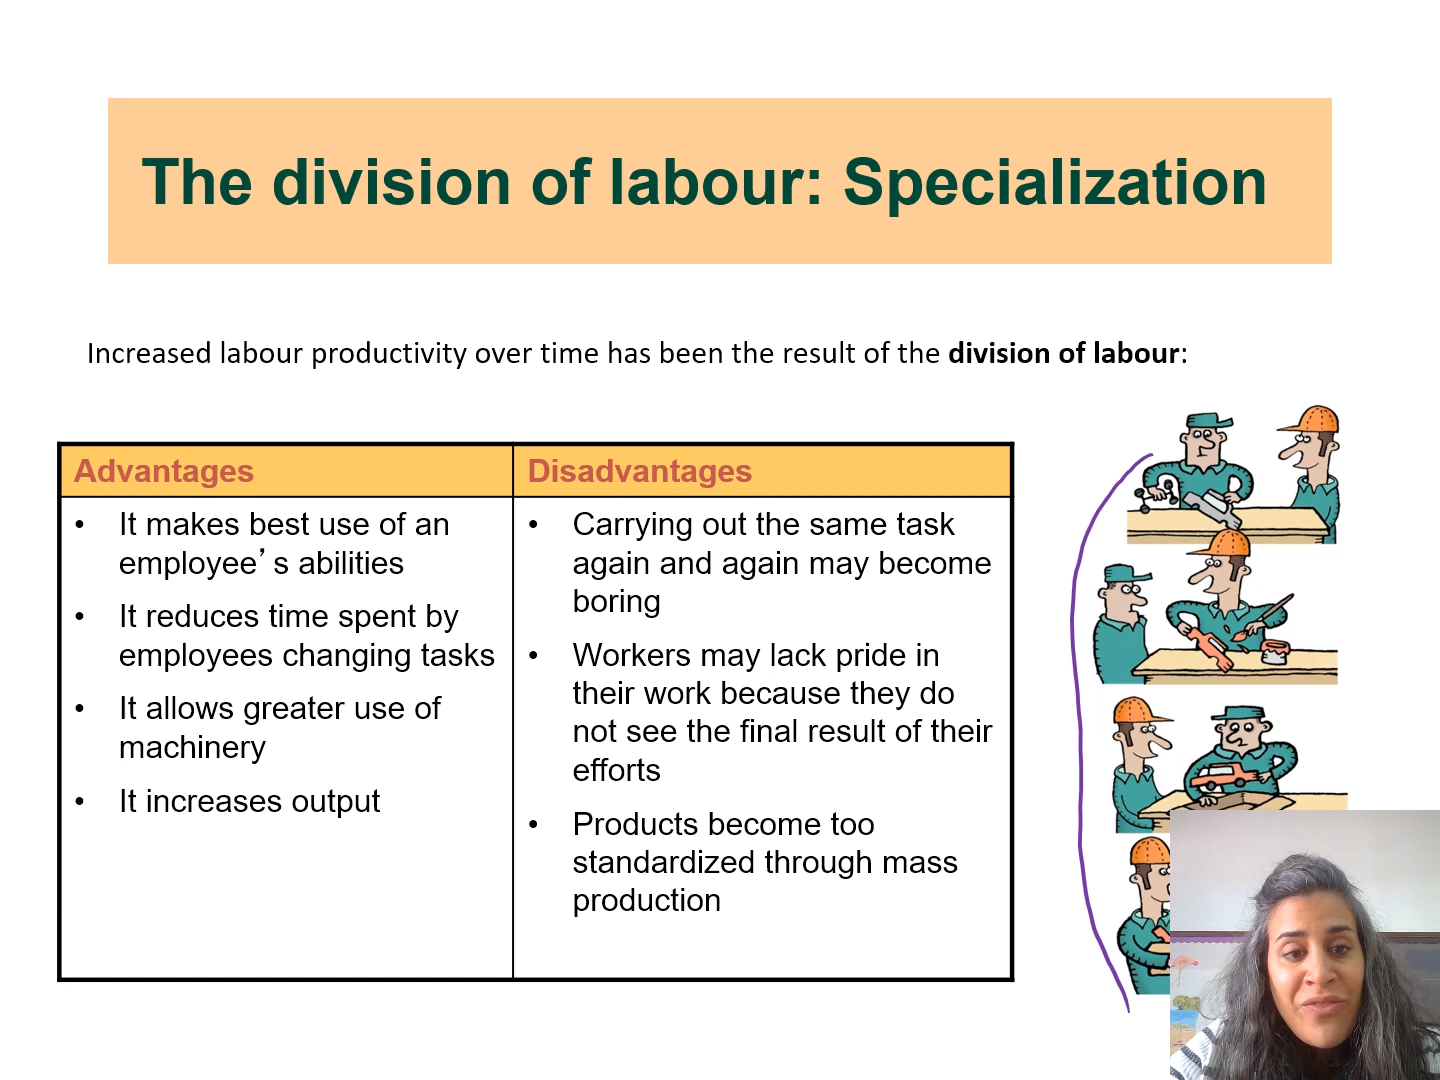 The division of labour: Specialization
Increased labour productivity over time has been the result of the division of labour:
Advantages
• It makes best use of an
employee’s abilities
• It reduces time spent by
employees changing tasks
• It allows greater use of
machinery
• It increases output
Disadvantages
• Carrying out the same task
again and again may become
boring
• Workers may lack pride in
their work because they do
not see the final result of their
efforts
• Products become too
standardized through mass
production